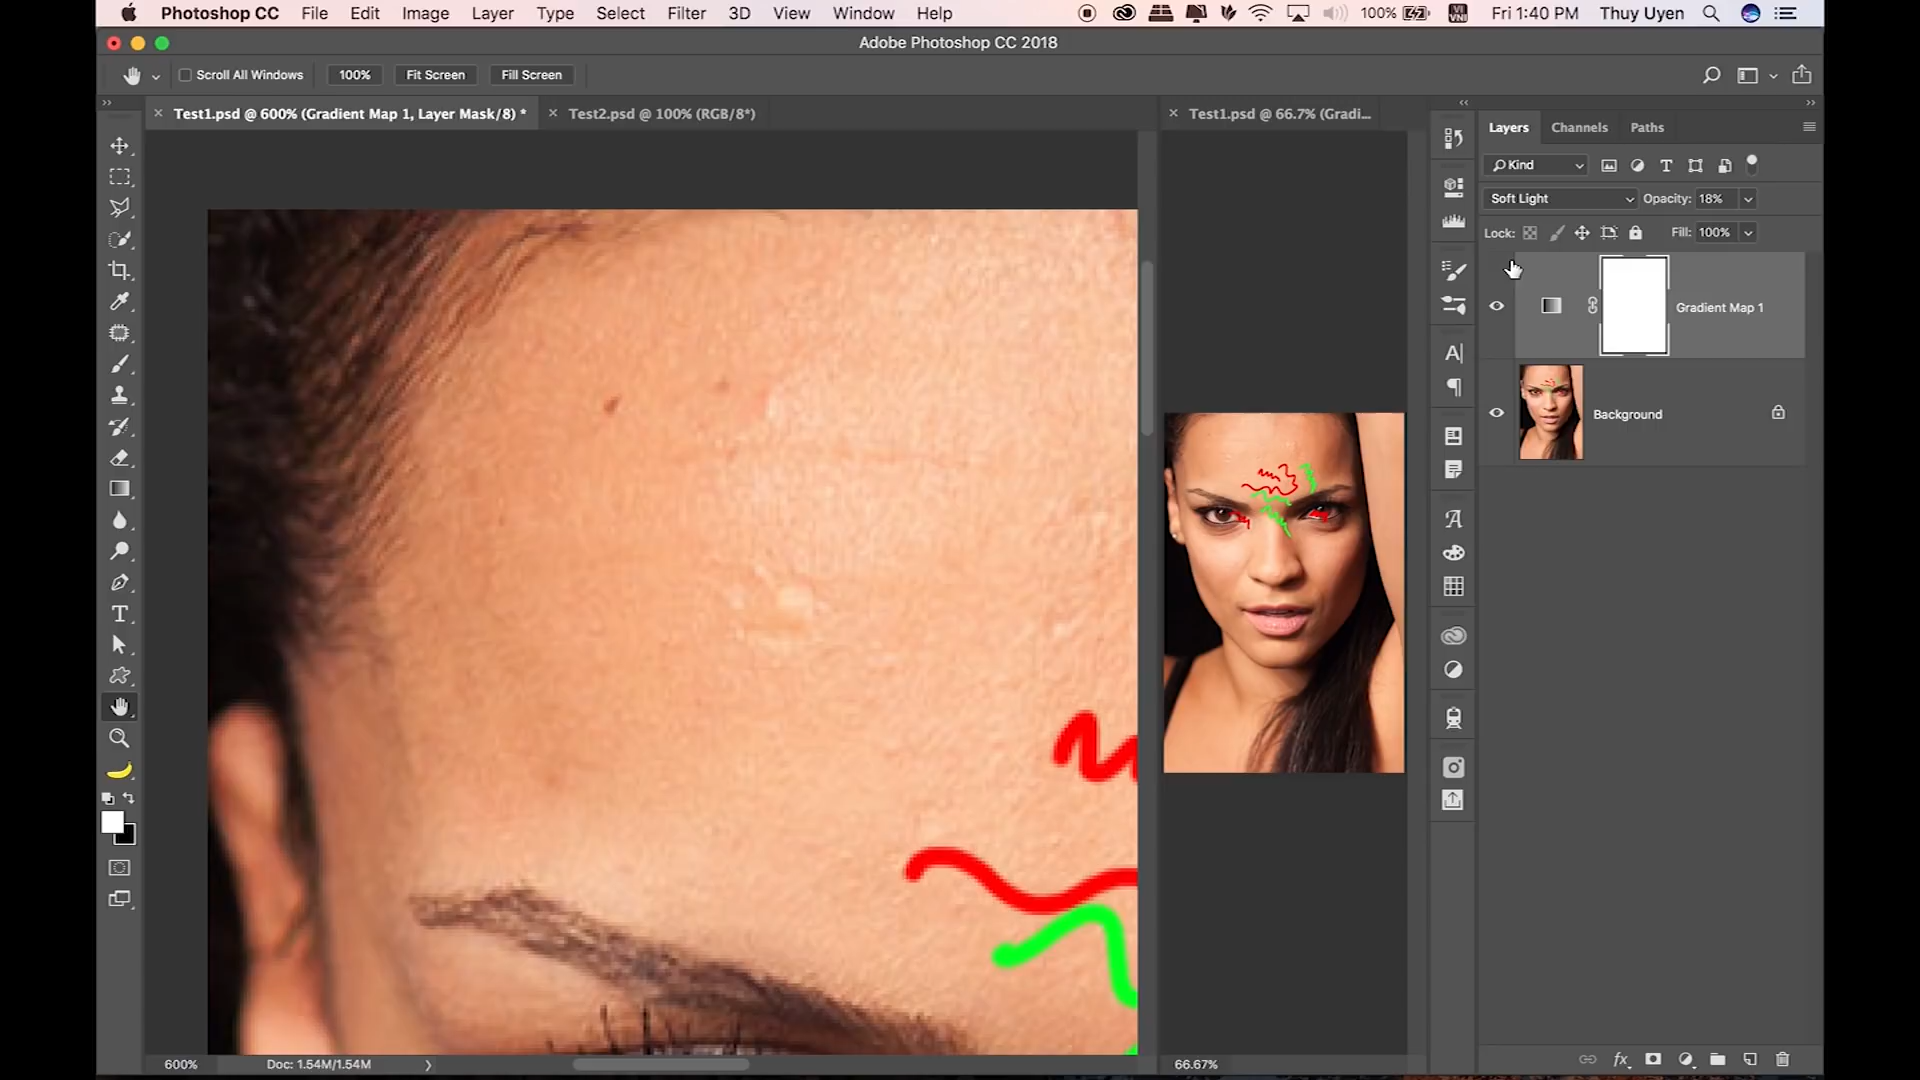 Photoshop CC File Edit Image Layer Type Select Filter 3D View Window Help 100% VI VNI Fri 1:40 PM Thuy Uyen
Adobe Photoshop CC 2018
Scroll All Windows 100% Fit Screen Fill Screen
Test1.psd @ 600% (Gradient Map 1, Layer Mask/8) * Test2.psd @ 100% (RGB/8*) Test1.psd @ 66.7% (Gradi...
Layers Channels Paths
Kind
Soft Light Opacity: 18%
Lock: Fill: 100%
Gradient Map 1
Background
600% Doc: 1.54M/1.54M 66.67%